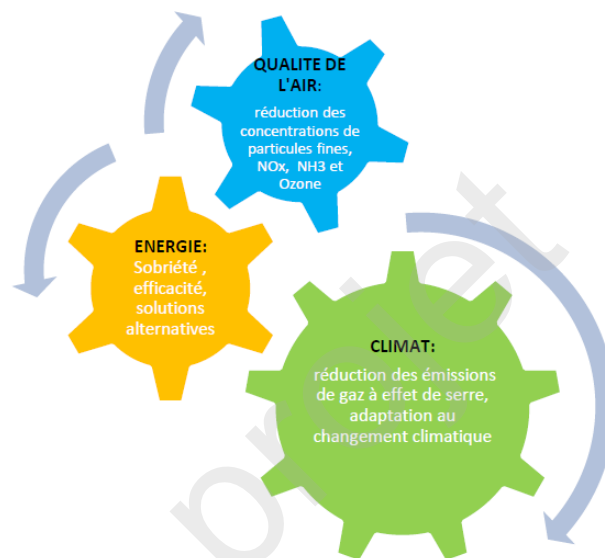 QUALITE DE
L'AIR:
réduction des
concentrations de
particules fines,
NOx, NH3 et
Ozone
ENERGIE:
Sobriété ,
efficacité,
solutions
alternatives
CLIMAT:
réduction des émissions
de gaz à effet de serre,
adaptation au
changement climatique
projet